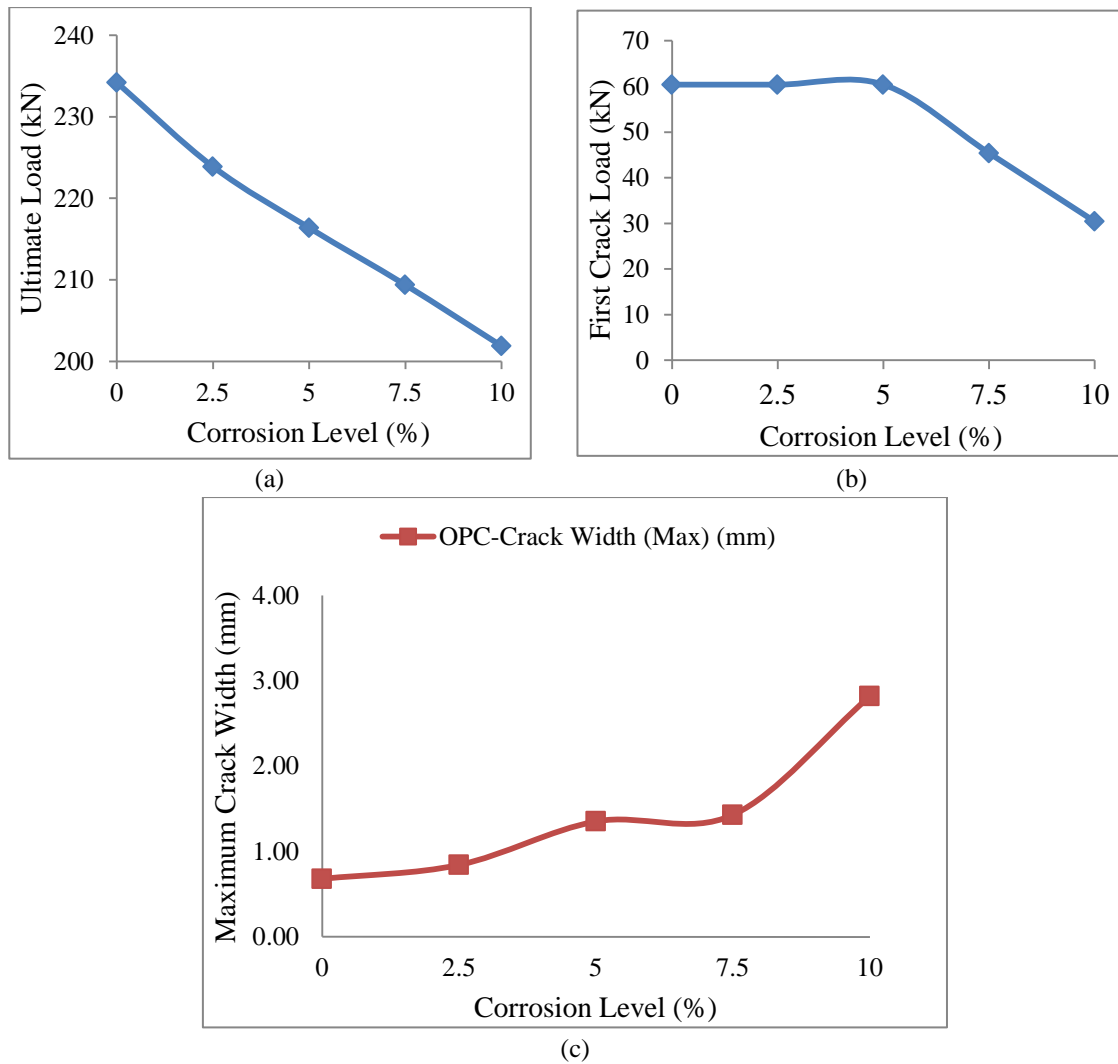 240
230
220
210
200
Ultimate Load (kN)
0 2.5 5 7.5 10
Corrosion Level (%)
(a)
70
60
50
40
30
20
10
0
First Crack Load (kN)
0 2.5 5 7.5 10
Corrosion Level (%)
(b)
OPC-Crack Width (Max) (mm)
4.00
3.00
2.00
1.00
0.00
Maximum Crack Width (mm)
0 2.5 5 7.5 10
Corrosion Level (%)
(c)